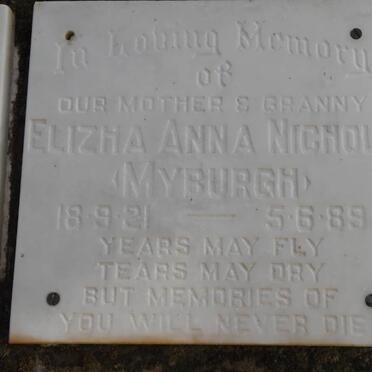 In Loving Memory
of
OUR MOTHER & GRANNY
ELIZMA ANNA NICHOL
(MYBURGH)
18-9-21 — 5-6-89
YEARS MAY FLY
TEARS MAY DRY
BUT MEMORIES OF
YOU WILL NEVER DIE